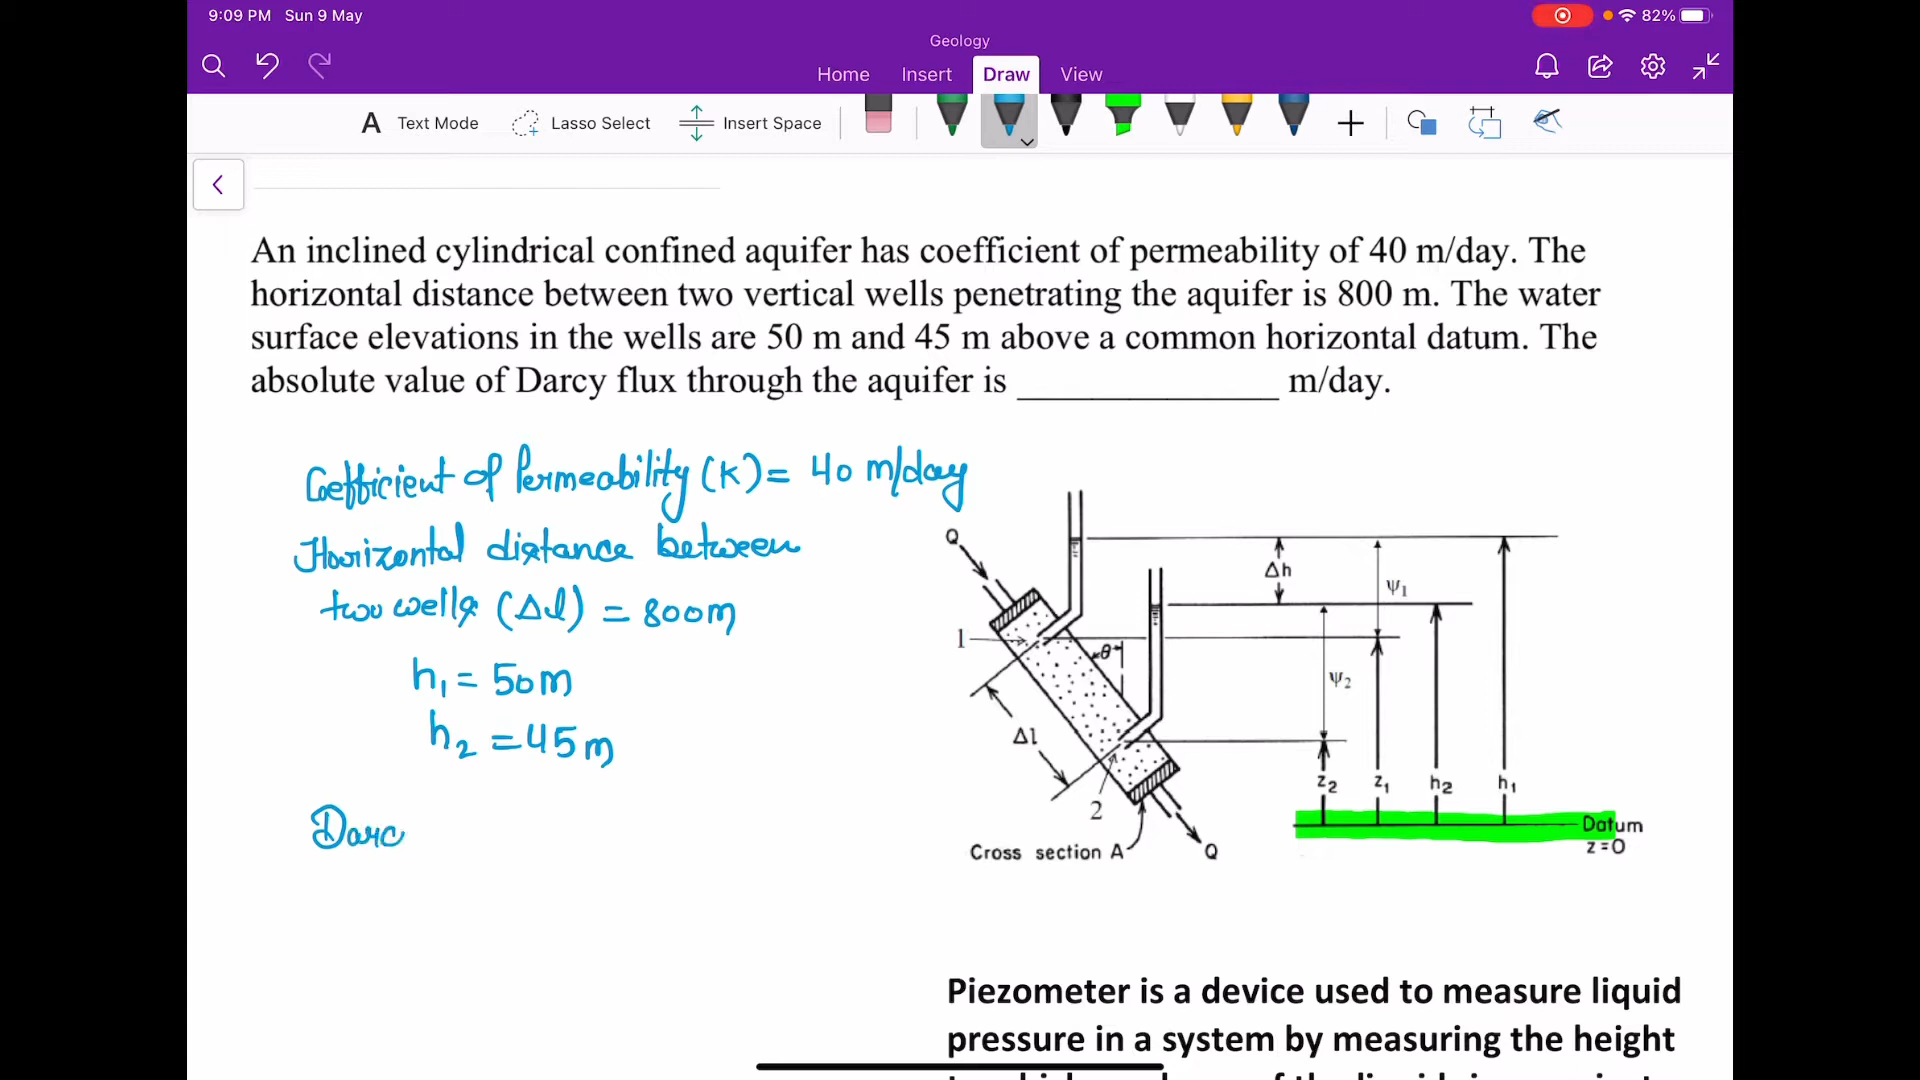 9:09 PM Sun 9 May
82%
Geology
Home Insert Draw View
A Text Mode Lasso Select Insert Space
An inclined cylindrical confined aquifer has coefficient of permeability of 40 m/day. The
horizontal distance between two vertical wells penetrating the aquifer is 800 m. The water
surface elevations in the wells are 50 m and 45 m above a common horizontal datum. The
absolute value of Darcy flux through the aquifer is ______________ m/day.
Coefficient of Permeability (K) = 40 m/day
Horizontal distance between
two wells (Δl) = 800m
h₁ = 50m
h₂ = 45m
Darc
Q
Δh
ψ₁
1
θ
ψ₂
Δl
2
z₂ z₁ h₂ h₁
Datum
z=0
Cross section A
Q
Piezometer is a device used to measure liquid
pressure in a system by measuring the height